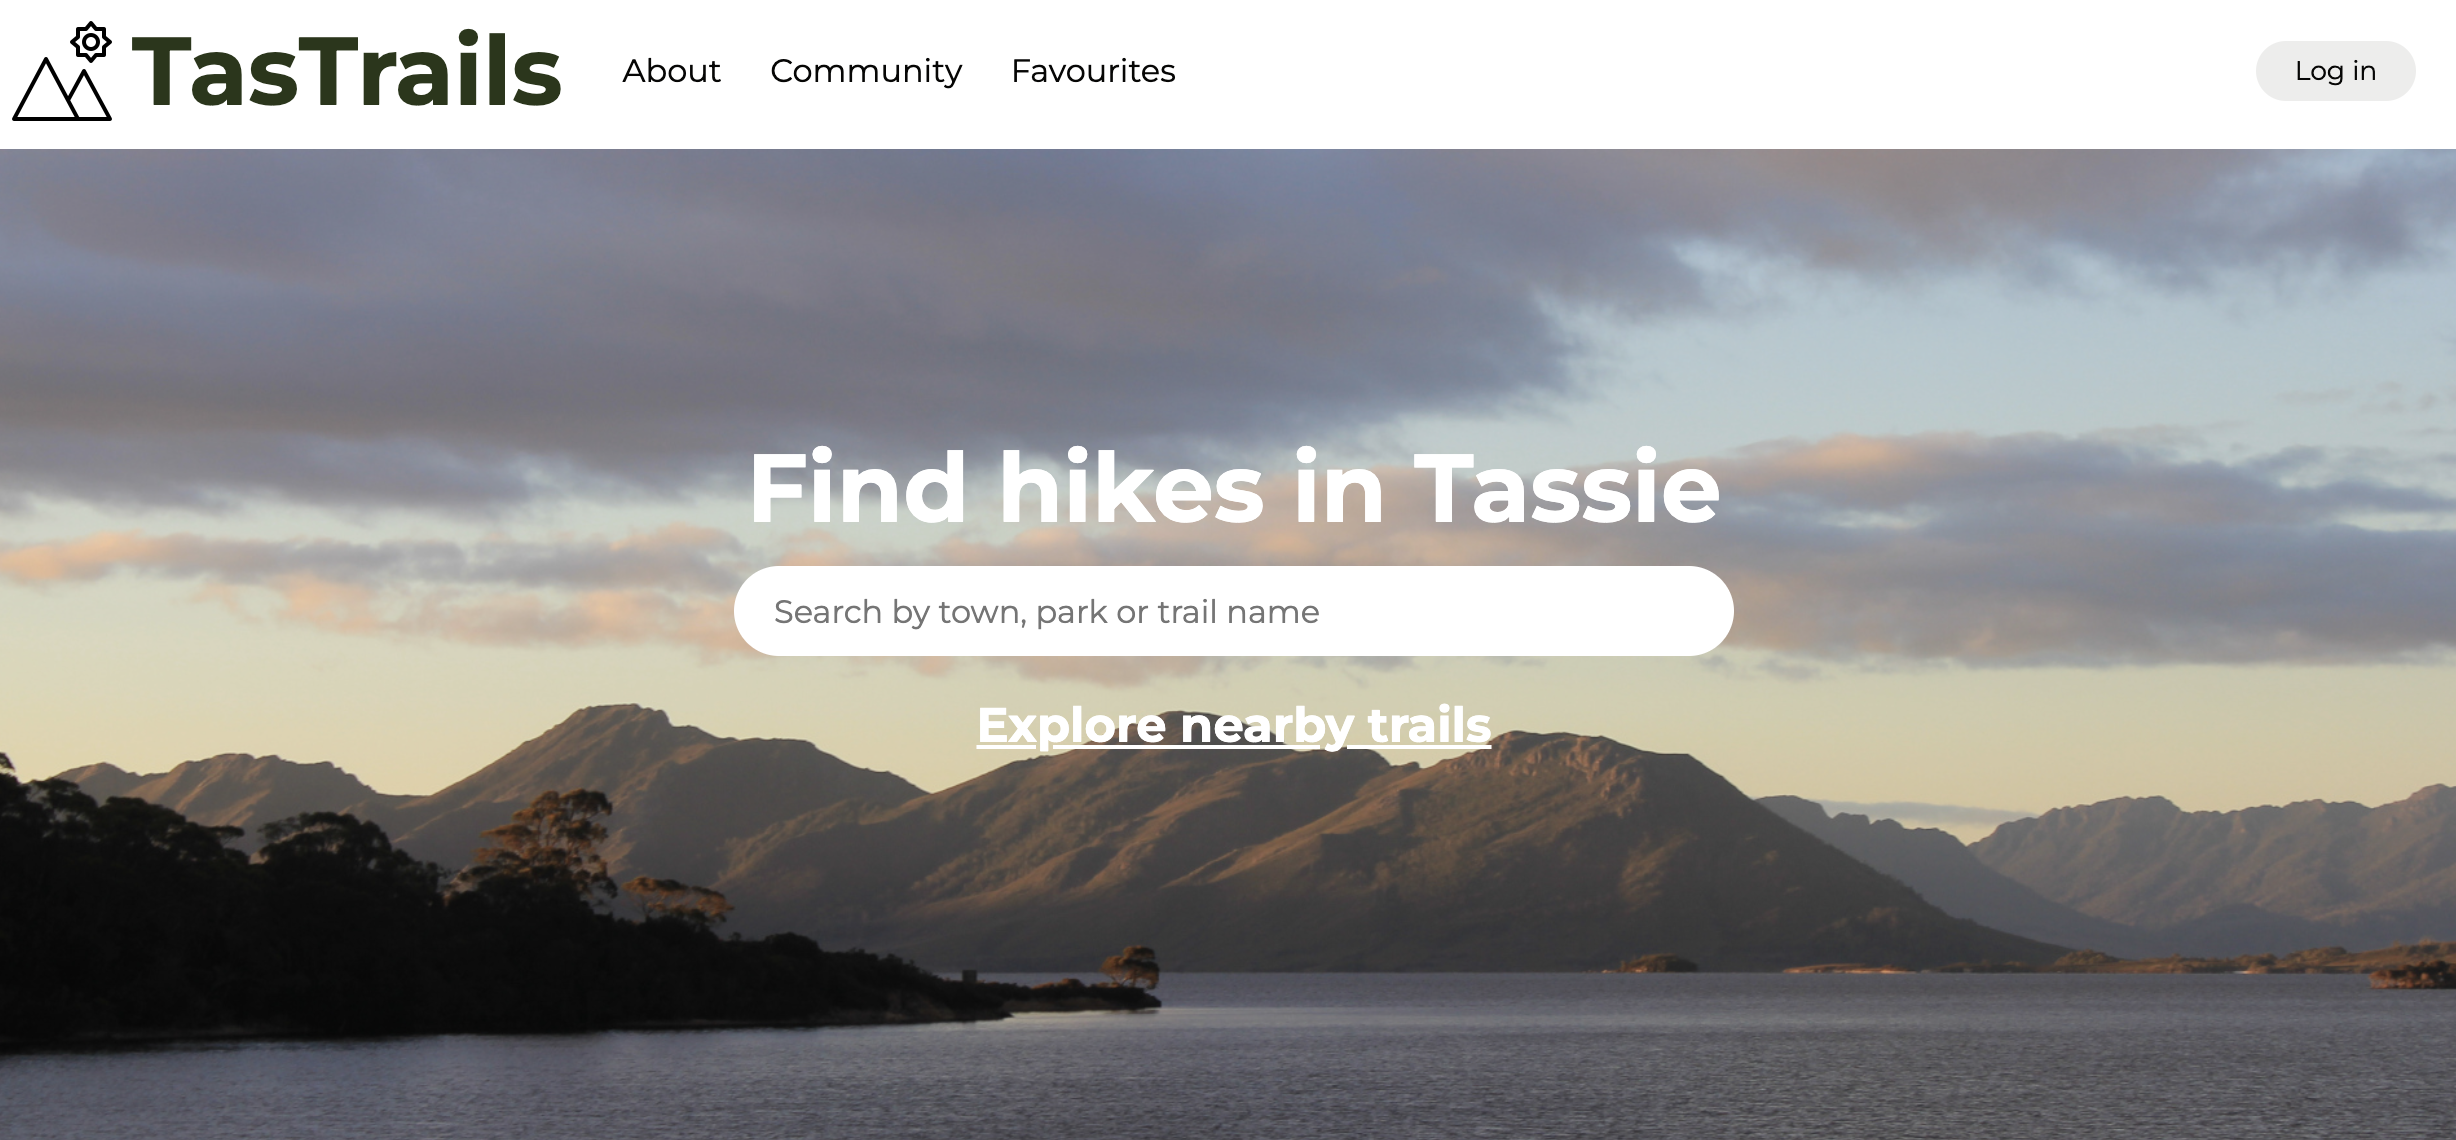 TasTrails About Community Favourites Log in
Find hikes in Tassie
Search by town, park or trail name
Explore nearby trails